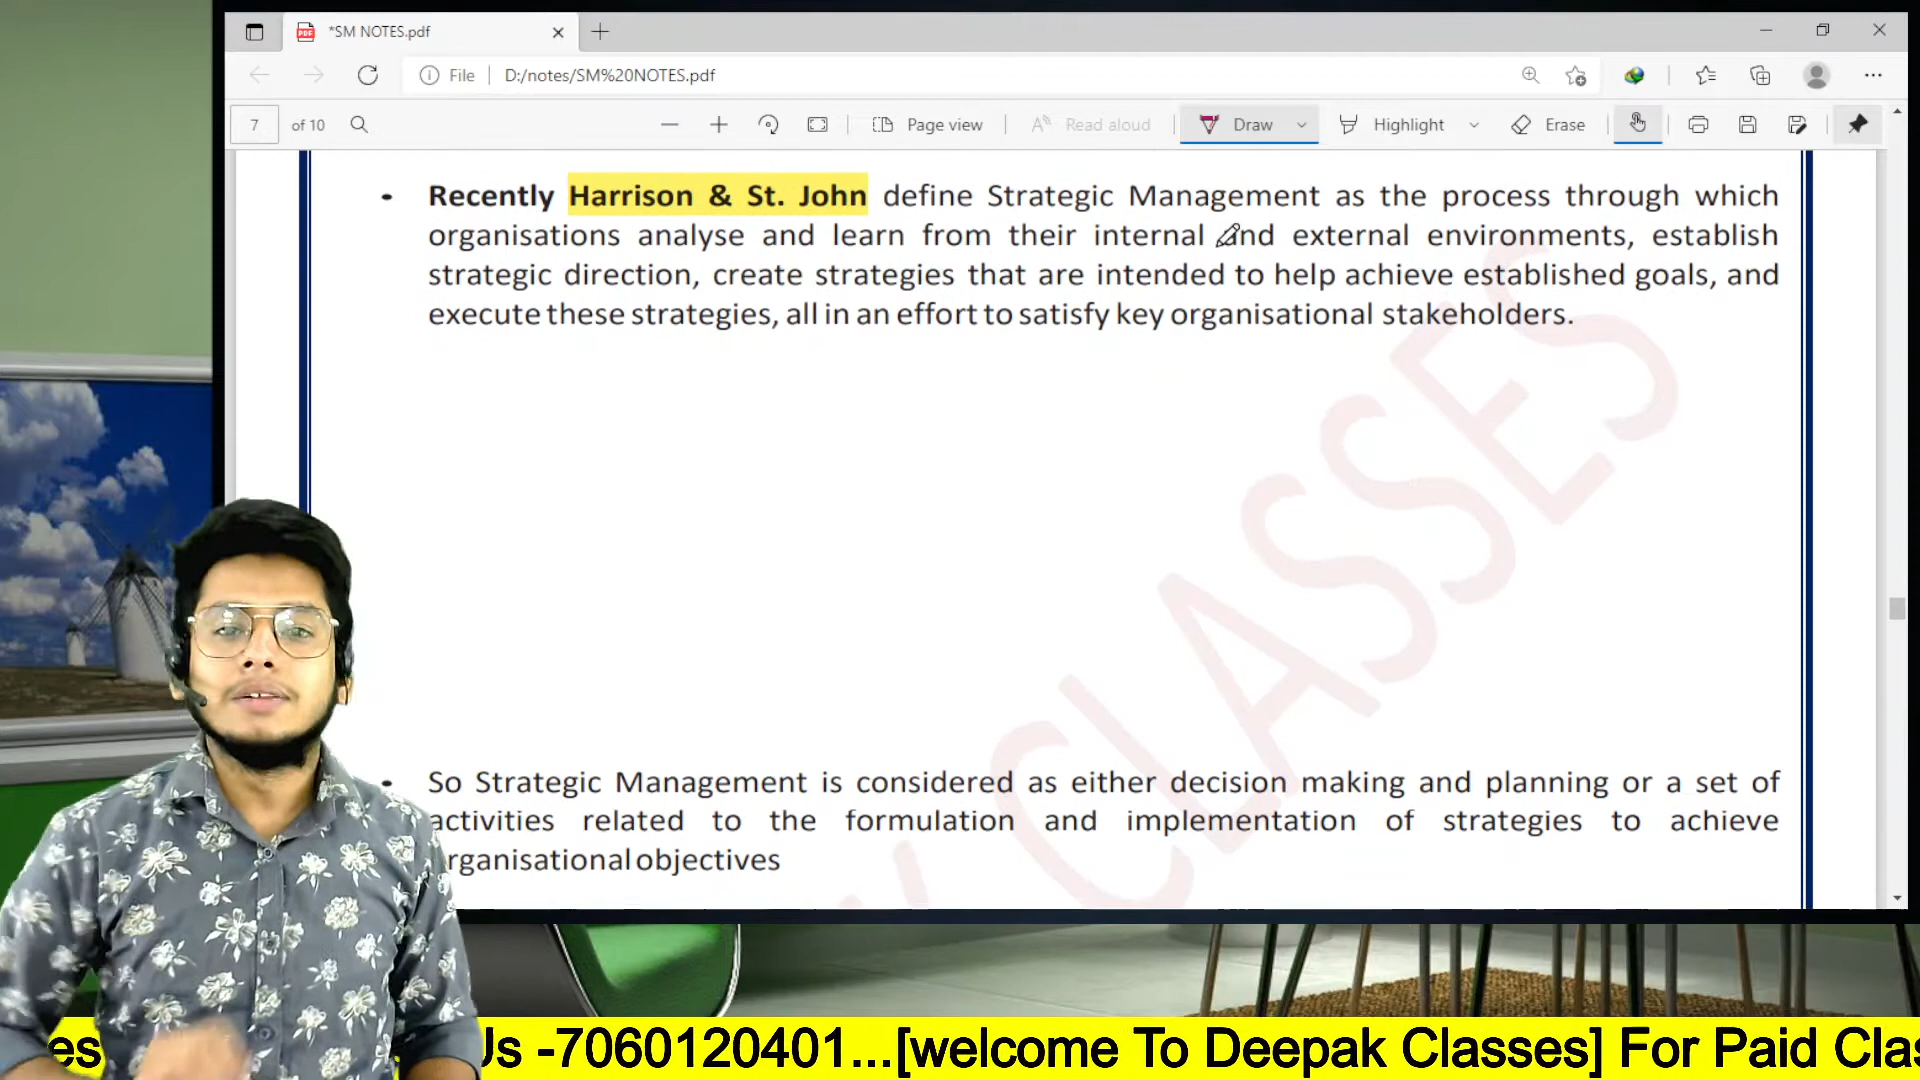 *SM NOTES.pdf
File D:/notes/SM%20NOTES.pdf
7 of 10 Page view Read aloud Draw Highlight Erase
• Recently Harrison & St. John define Strategic Management as the process through which
organisations analyse and learn from their internal and external environments, establish
strategic direction, create strategies that are intended to help achieve established goals, and
execute these strategies, all in an effort to satisfy key organisational stakeholders.
K CLASSES
• So Strategic Management is considered as either decision making and planning or a set of
activities related to the formulation and implementation of strategies to achieve
organisational objectives
es Us -7060120401...[welcome To Deepak Classes] For Paid Clas